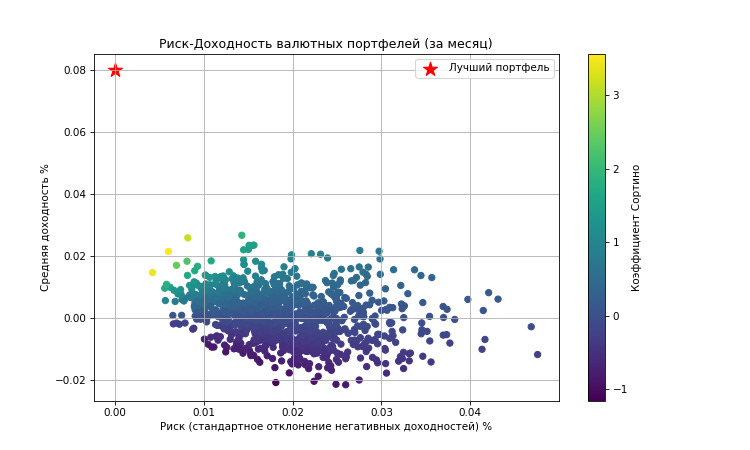 Риск-Доходность валютных портфелей (за месяц)
Лучший портфель
Средняя доходность %
0.08
0.06
0.04
0.02
0.00
−0.02
0.00 0.01 0.02 0.03 0.04
Риск (стандартное отклонение негативных доходностей) %
3
2
1
0
−1
Коэффициент Сортино